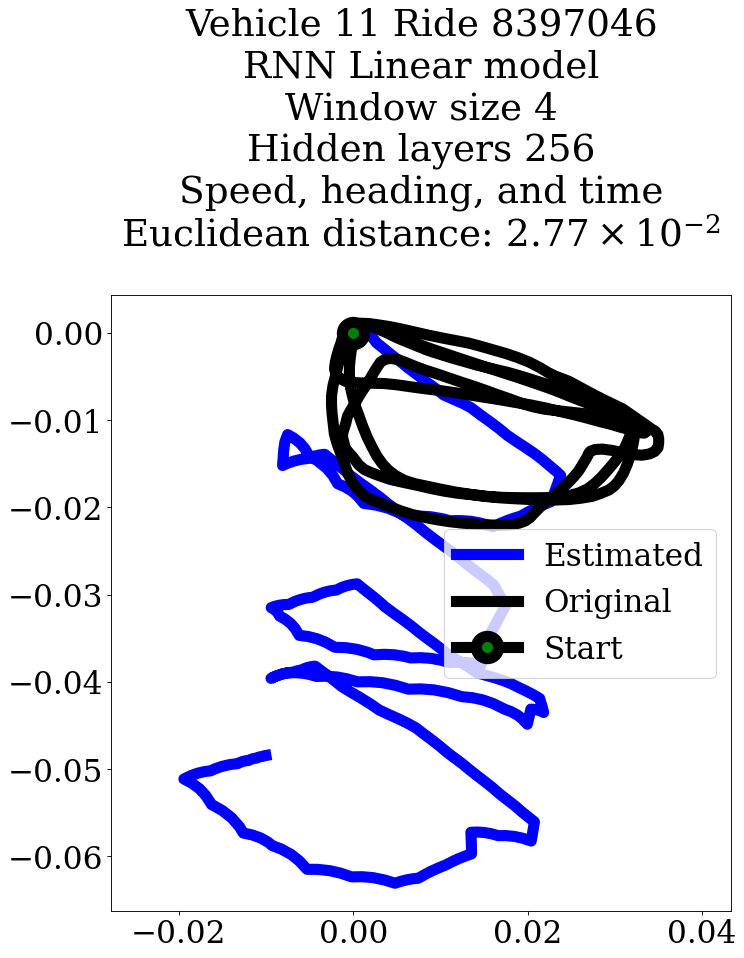 Vehicle 11 Ride 8397046
RNN Linear model
Window size 4
Hidden layers 256
Speed, heading, and time
Euclidean distance: 2.77 × 10⁻²
0.00
−0.01
−0.02
−0.03
−0.04
−0.05
−0.06
Estimated
Original
Start
−0.02 0.00 0.02 0.04